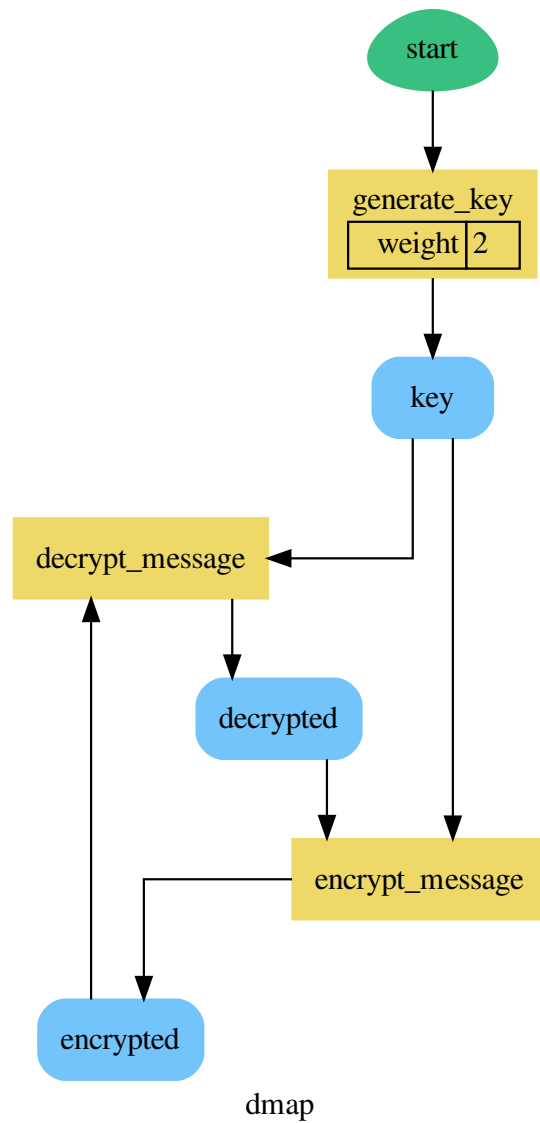 start
generate_key
weight 2
key
decrypt_message
decrypted
encrypt_message
encrypted
dmap